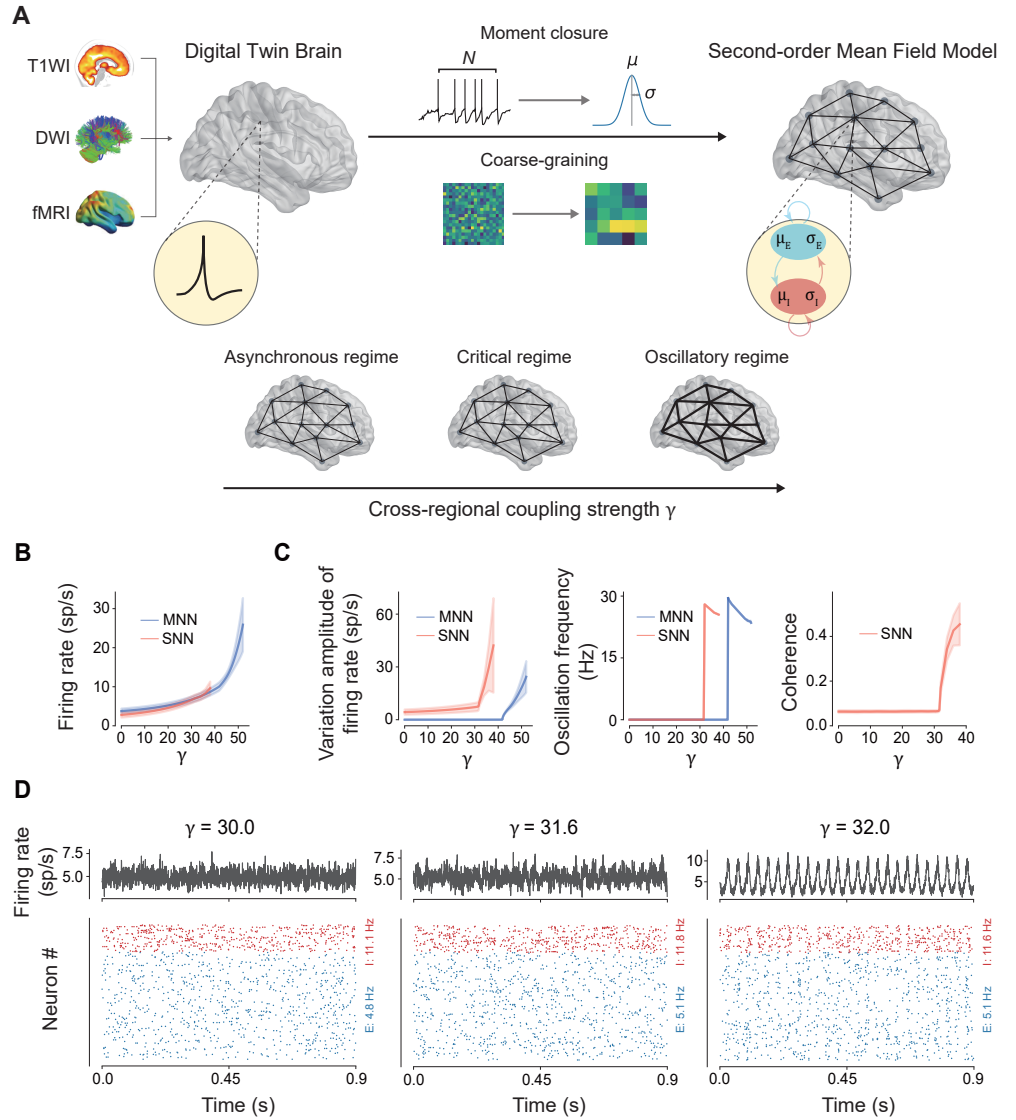 A
T1WI
DWI
fMRI
Digital Twin Brain
Moment closure
N
μ
σ
Coarse-graining
Second-order Mean Field Model
μE σE
μI σI
Asynchronous regime
Critical regime
Oscillatory regime
Cross-regional coupling strength γ
B
Firing rate (sp/s)
30
20
10
0
MNN
SNN
0 10 20 30 40 50
γ
C
Variation amplitude of
firing rate (sp/s)
60
40
20
0
MNN
SNN
0 10 20 30 40 50
γ
Oscillation frequency
(Hz)
30
15
0
MNN
SNN
0 10 20 30 40 50
γ
Coherence
0.4
0.2
0.0
SNN
0 10 20 30 40
γ
D
γ = 30.0
γ = 31.6
γ = 32.0
Firing rate
(sp/s)
7.5
5.0
7.5
5.0
10
5
Neuron #
I: 11.1 Hz
E: 4.8 Hz
I: 11.8 Hz
E: 5.1 Hz
I: 11.6 Hz
E: 5.1 Hz
0.0 0.45 0.9
0.0 0.45 0.9
0.0 0.45 0.9
Time (s)
Time (s)
Time (s)